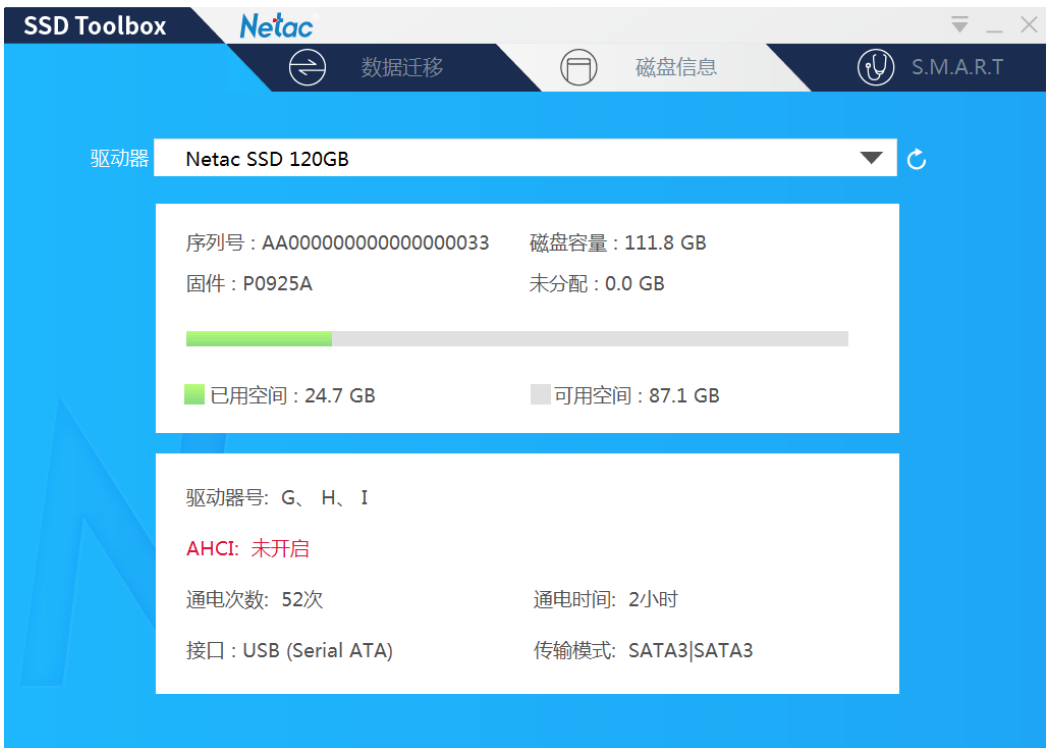 SSD Toolbox Netac
数据迁移 磁盘信息 S.M.A.R.T
驱动器 Netac SSD 120GB
序列号 : AA000000000000000033 磁盘容量 : 111.8 GB
固件 : P0925A 未分配 : 0.0 GB
已用空间 : 24.7 GB 可用空间 : 87.1 GB
驱动器号: G、 H、 I
AHCI: 未开启
通电次数: 52次 通电时间: 2小时
接口 : USB (Serial ATA) 传输模式: SATA3|SATA3